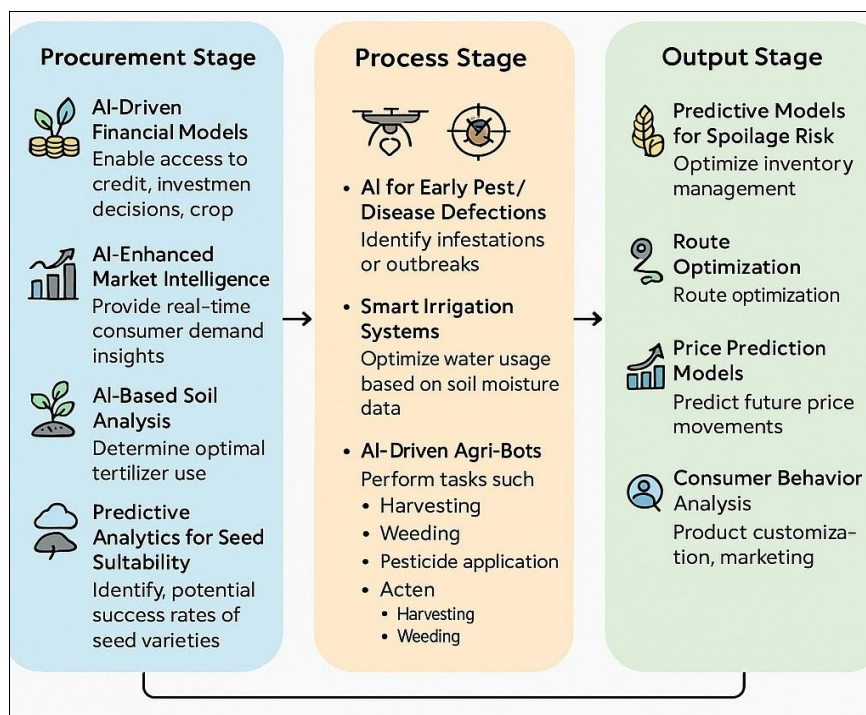 Procurement Stage
AI-Driven
Financial Models
Enable access to
credit, investmen
decisions, crop
AI-Enhanced
Market Intelligence
Provide real-time
consumer demand
insights
AI-Based Soil
Analysis
Determine optimal
tertilizer use
Predictive
Analytics for Seed
Sultability
Identify, potential
success rates of
seed varieties
Process Stage
• AI for Early Pest/
Disease Defections
Identify infestations
or outbreaks
• Smart Irrigation
Systems
Optimize water usage
based on soil moisture
data
• AI-Driven Agri-Bots
Perform tasks such
• Harvesting
• Weeding
• Pesticide application
• Acten
• Harvesting
• Weeding
Output Stage
Predictive Models
for Spoilage Risk
Optimize inventory
management
Route
Optimization
Route optimization
Price Prediction
Models
Predict future price
movements
Consumer Behavior
Analysis
Product customiza-
tion, marketing